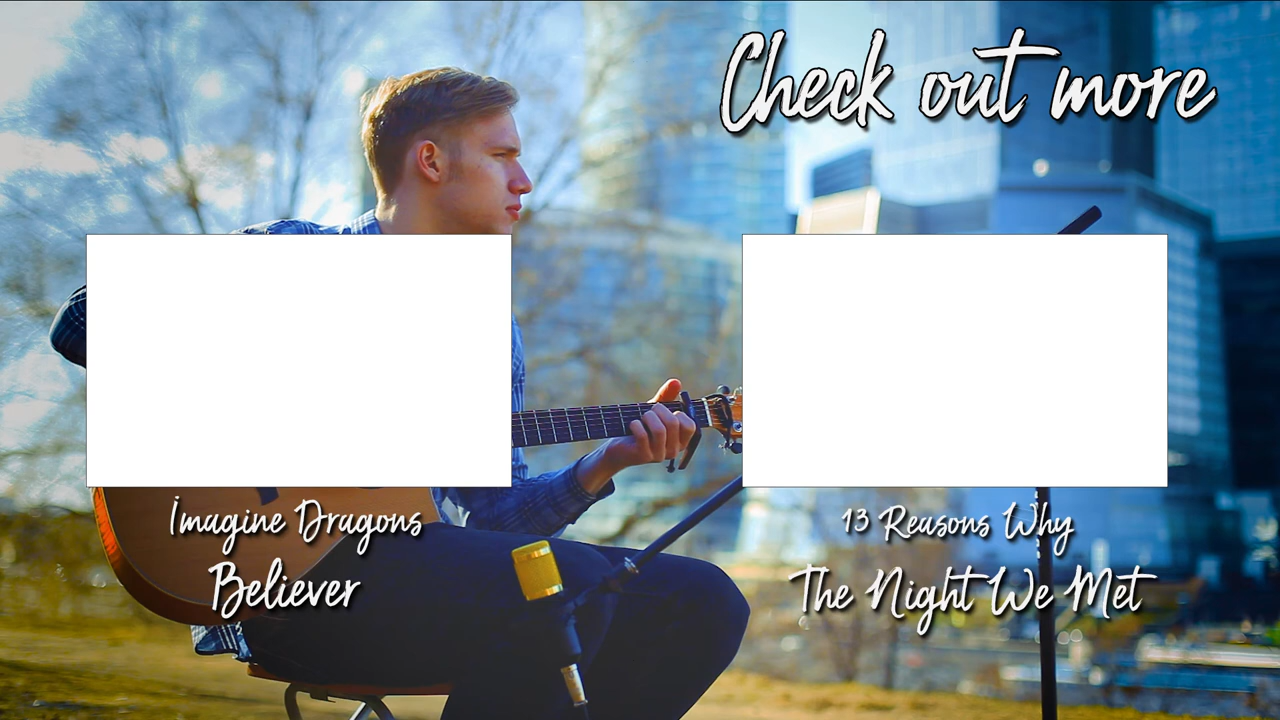 Check out more
Imagine Dragons
Believer
13 Reasons Why
The Night We Met